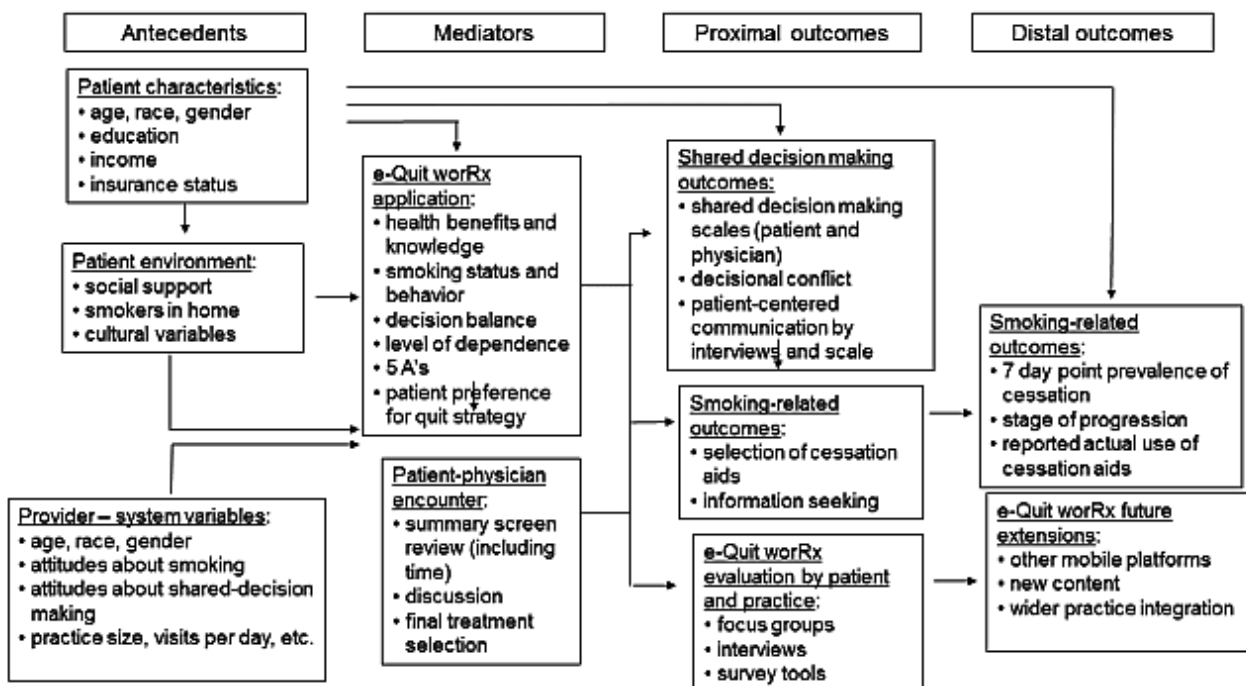 Antecedents
Mediators
Proximal outcomes
Distal outcomes
Patient characteristics:
• age, race, gender
• education
• income
• insurance status
Patient environment:
• social support
• smokers in home
• cultural variables
Provider – system variables:
• age, race, gender
• attitudes about smoking
• attitudes about shared-decision
making
• practice size, visits per day, etc.
e-Quit worRx
application:
• health benefits and
knowledge
• smoking status and
behavior
• decision balance
• level of dependence
• 5 A's
• patient preference
for quit strategy
Patient-physician
encounter:
• summary screen
review (including
time)
• discussion
• final treatment
selection
Shared decision making
outcomes:
• shared decision making
scales (patient and
physician)
• decisional conflict
• patient-centered
communication by
interviews and scale
Smoking-related
outcomes:
• selection of cessation
aids
• information seeking
e-Quit worRx
evaluation by patient
and practice:
• focus groups
• interviews
• survey tools
Smoking-related
outcomes:
• 7 day point prevalence of
cessation
• stage of progression
• reported actual use of
cessation aids
e-Quit worRx future
extensions:
• other mobile platforms
• new content
• wider practice integration